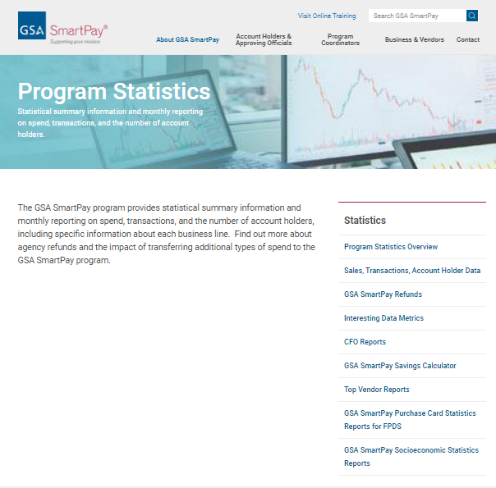 Visit Online Training
Search GSA SmartPay
GSA SmartPay®
Supporting your mission
About GSA SmartPay
Account Holders &
Approving Officials
Program
Coordinators
Business & Vendors
Contact
Program Statistics
Statistical summary information and monthly reporting
on spend, transactions, and the number of account
holders.
The GSA SmartPay program provides statistical summary information and
monthly reporting on spend, transactions, and the number of account holders,
including specific information about each business line. Find out more about
agency refunds and the impact of transferring additional types of spend to the
GSA SmartPay program.
Statistics
Program Statistics Overview
Sales, Transactions, Account Holder Data
GSA SmartPay Refunds
Interesting Data Metrics
CFO Reports
GSA SmartPay Savings Calculator
Top Vendor Reports
GSA SmartPay Purchase Card Statistics
Reports for FPDS
GSA SmartPay Socioeconomic Statistics
Reports